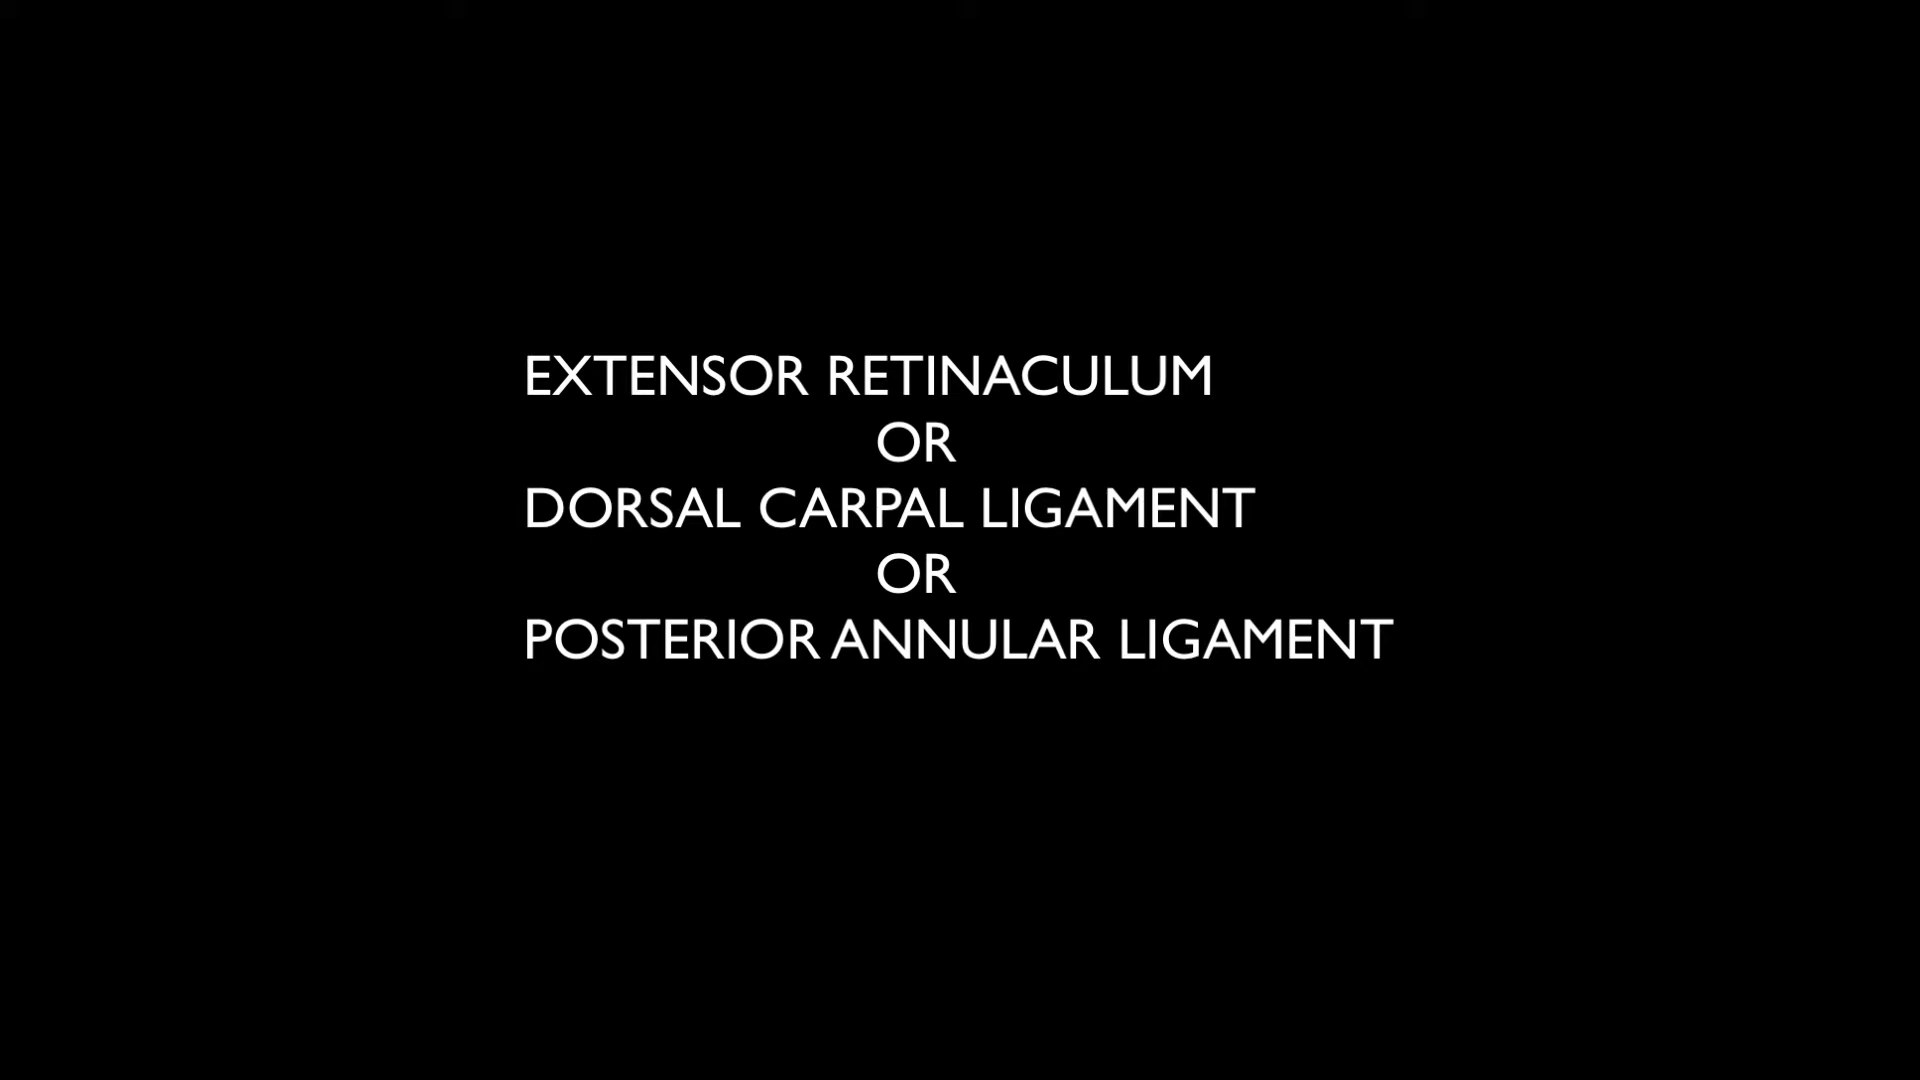 EXTENSOR RETINACULUM
OR
DORSAL CARPAL LIGAMENT
OR
POSTERIOR ANNULAR LIGAMENT